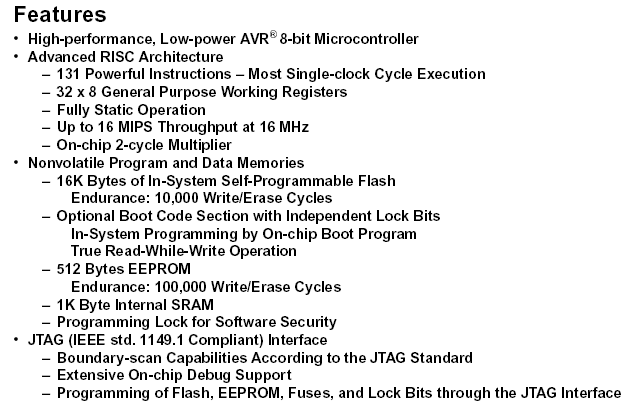 Features
• High-performance, Low-power AVR® 8-bit Microcontroller
• Advanced RISC Architecture
– 131 Powerful Instructions – Most Single-clock Cycle Execution
– 32 x 8 General Purpose Working Registers
– Fully Static Operation
– Up to 16 MIPS Throughput at 16 MHz
– On-chip 2-cycle Multiplier
• Nonvolatile Program and Data Memories
– 16K Bytes of In-System Self-Programmable Flash
Endurance: 10,000 Write/Erase Cycles
– Optional Boot Code Section with Independent Lock Bits
In-System Programming by On-chip Boot Program
True Read-While-Write Operation
– 512 Bytes EEPROM
Endurance: 100,000 Write/Erase Cycles
– 1K Byte Internal SRAM
– Programming Lock for Software Security
• JTAG (IEEE std. 1149.1 Compliant) Interface
– Boundary-scan Capabilities According to the JTAG Standard
– Extensive On-chip Debug Support
– Programming of Flash, EEPROM, Fuses, and Lock Bits through the JTAG Interface